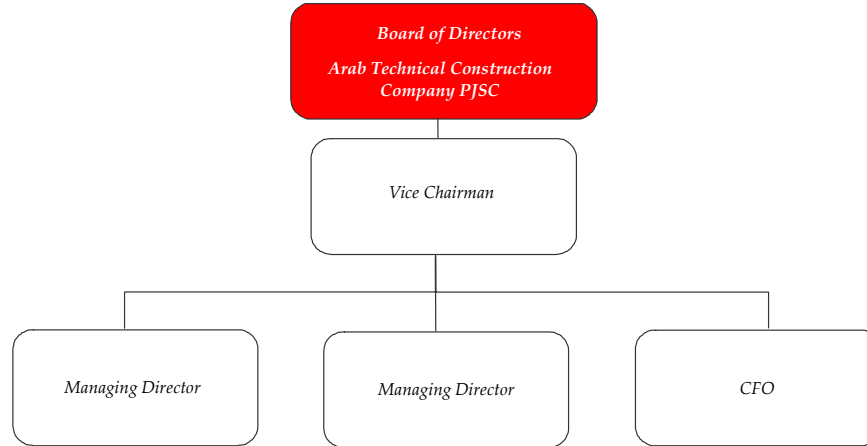 Board of Directors
Arab Technical Construction
Company PJSC
Vice Chairman
Managing Director
Managing Director
CFO